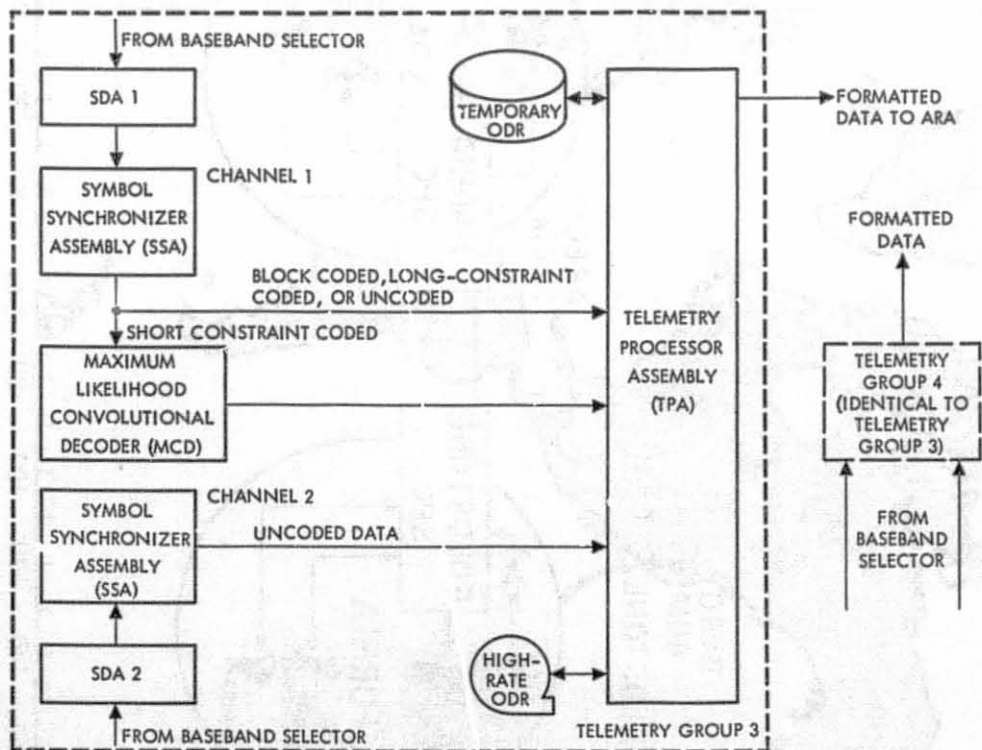 FROM BASEBAND SELECTOR
SDA 1
CHANNEL 1
SYMBOL
SYNCHRONIZER
ASSEMBLY (SSA)
BLOCK CODED, LONG-CONSTRAINT
CODED, OR UNCODED
SHORT CONSTRAINT CODED
MAXIMUM
LIKELIHOOD
CONVOLUTIONAL
DECODER (MCD)
CHANNEL 2
SYMBOL
SYNCHRONIZER
ASSEMBLY
(SSA)
UNCODED DATA
SDA 2
FROM BASEBAND SELECTOR
TEMPORARY
ODR
TELEMETRY
PROCESSOR
ASSEMBLY
(TPA)
HIGH-
RATE
ODR
TELEMETRY GROUP 3
FORMATTED
DATA TO ARA
FORMATTED
DATA
TELEMETRY
GROUP 4
(IDENTICAL TO
TELEMETRY
GROUP 3)
FROM
BASEBAND
SELECTOR